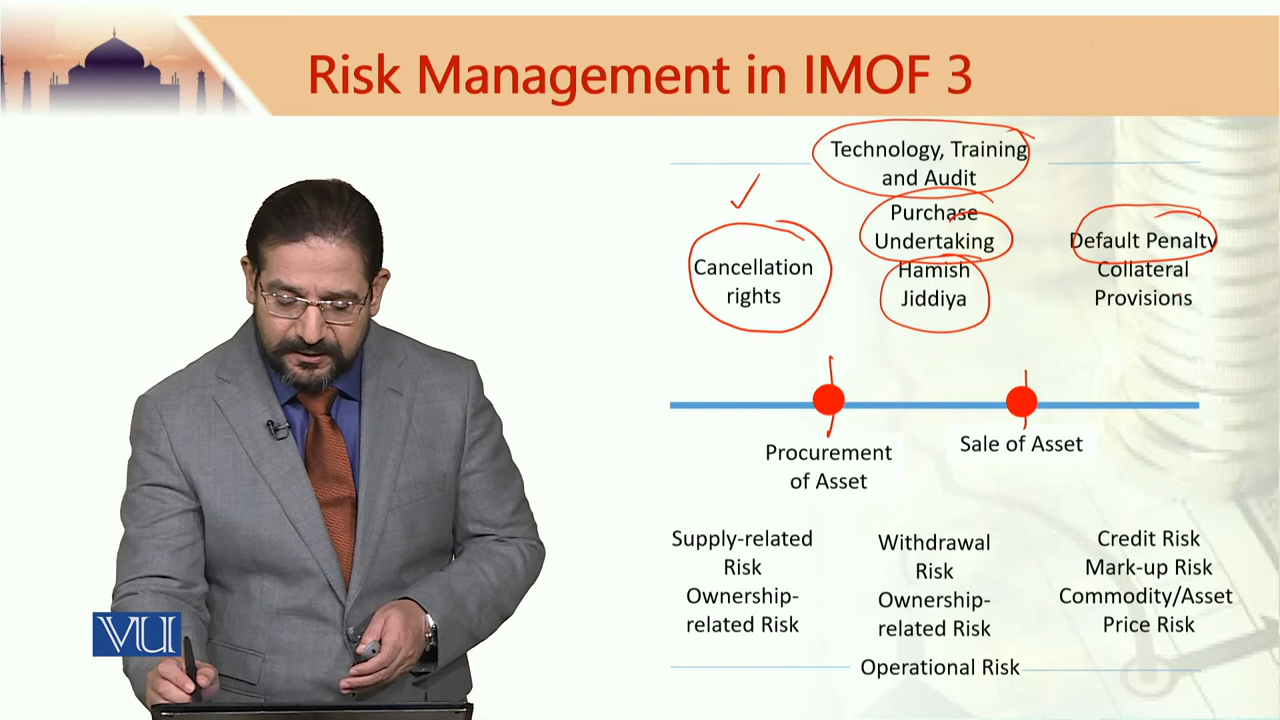 Risk Management in IMOF 3
Technology, Training
and Audit
Cancellation
rights
Purchase
Undertaking
Hamish
Jiddiya
Default Penalty
Collateral
Provisions
Procurement
of Asset
Sale of Asset
Supply-related
Risk
Ownership-
related Risk
Withdrawal
Risk
Ownership-
related Risk
Credit Risk
Mark-up Risk
Commodity/Asset
Price Risk
Operational Risk
VU